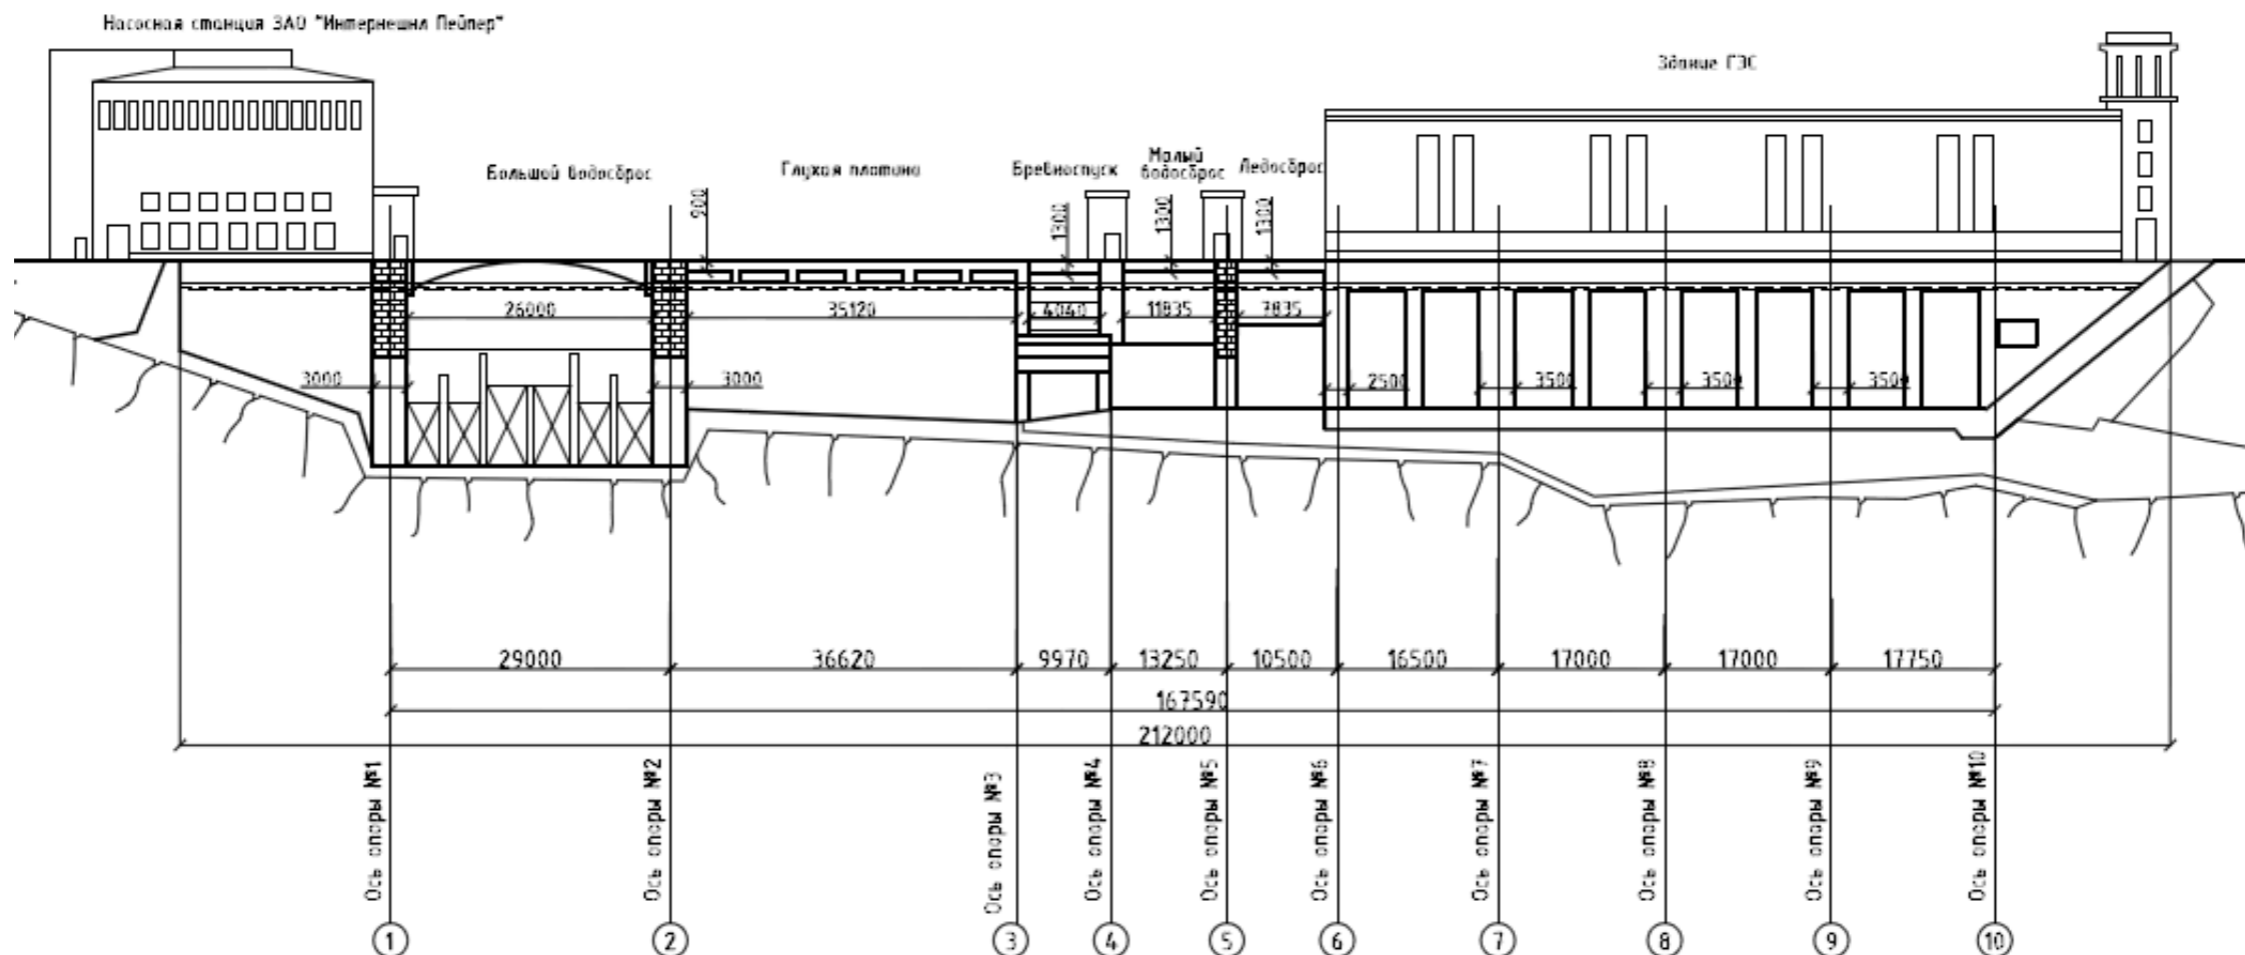 Насосная станция ЗАО "Интернешнл Пейпер"
Здание ГЭС
Большой водосброс
Глухая плотина
Бревноспуск
Малый
водосброс
Ледосброс
900
1300
1300
1300
26000
35120
4040
11835
7835
3000
3000
2500
3500
3500
3500
29000
36620
9970
13250
10500
16500
17000
17000
17750
167590
212000
Ось опоры №1
Ось опоры №2
Ось опоры №3
Ось опоры №4
Ось опоры №5
Ось опоры №6
Ось опоры №7
Ось опоры №8
Ось опоры №9
Ось опоры №10
1
2
3
4
5
6
7
8
9
10